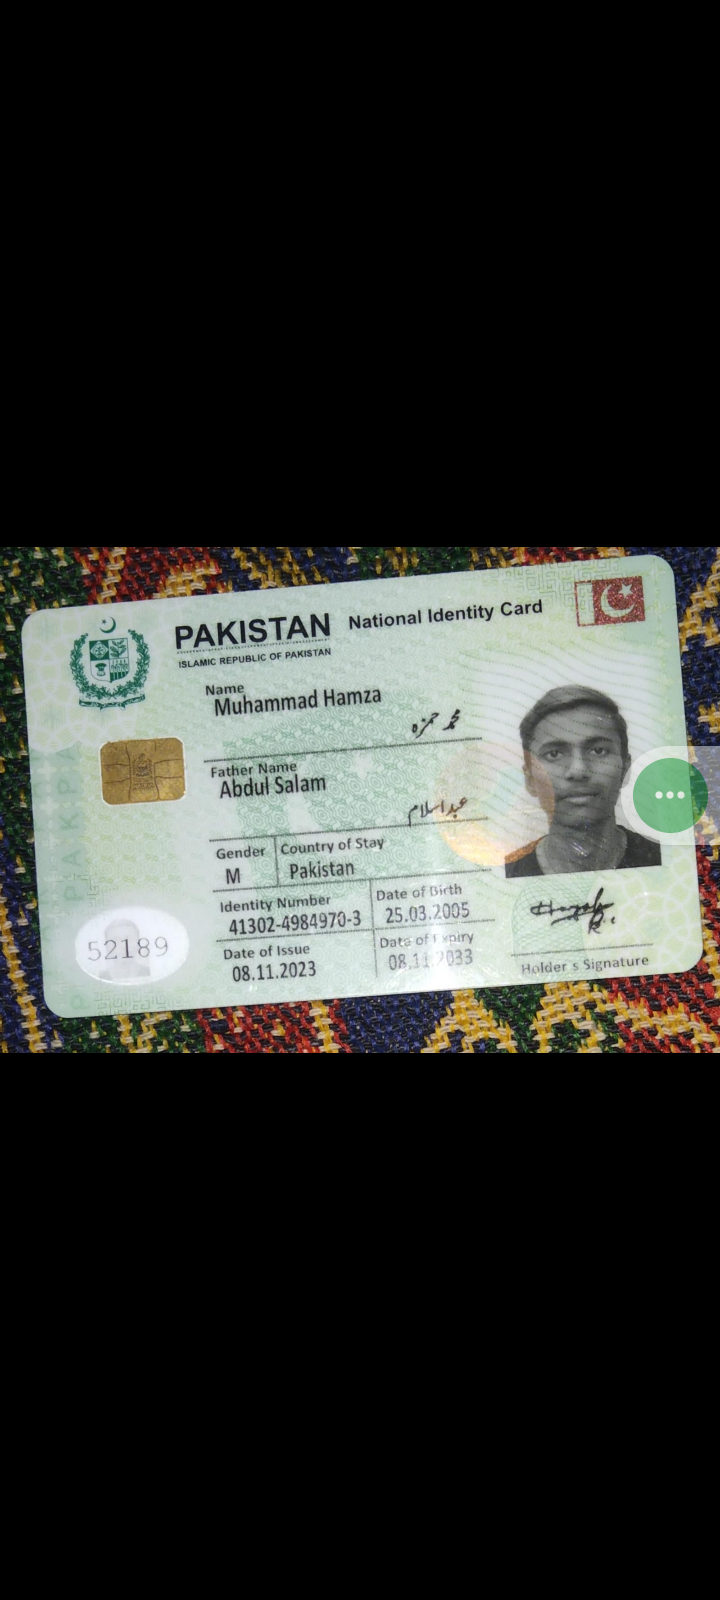 PAKISTAN National Identity Card
ISLAMIC REPUBLIC OF PAKISTAN
Name
Muhammad Hamza
محمد حمزہ
Father Name
Abdul Salam
عبدالسلام
Gender Country of Stay
M Pakistan
Identity Number Date of Birth
41302-4984970-3 25.03.2005
Date of Issue Date of Expiry
08.11.2023 08.11.2033
52189
Holder's Signature